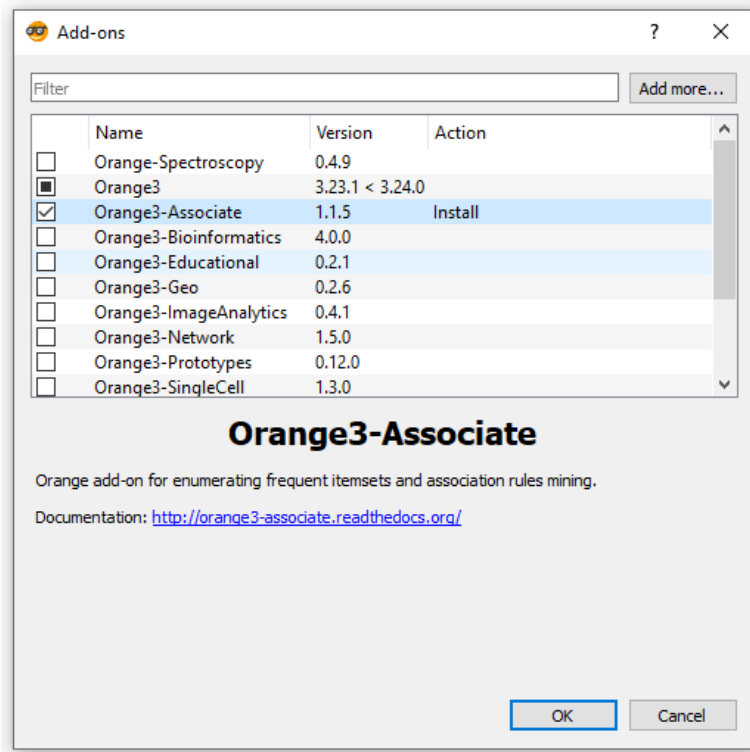 Add-ons
Filter
Add more...
Name Version Action
Orange-Spectroscopy 0.4.9
Orange3 3.23.1 < 3.24.0
Orange3-Associate 1.1.5 Install
Orange3-Bioinformatics 4.0.0
Orange3-Educational 0.2.1
Orange3-Geo 0.2.6
Orange3-ImageAnalytics 0.4.1
Orange3-Network 1.5.0
Orange3-Prototypes 0.12.0
Orange3-SingleCell 1.3.0
Orange3-Associate
Orange add-on for enumerating frequent itemsets and association rules mining.
Documentation: http://orange3-associate.readthedocs.org/
OK Cancel